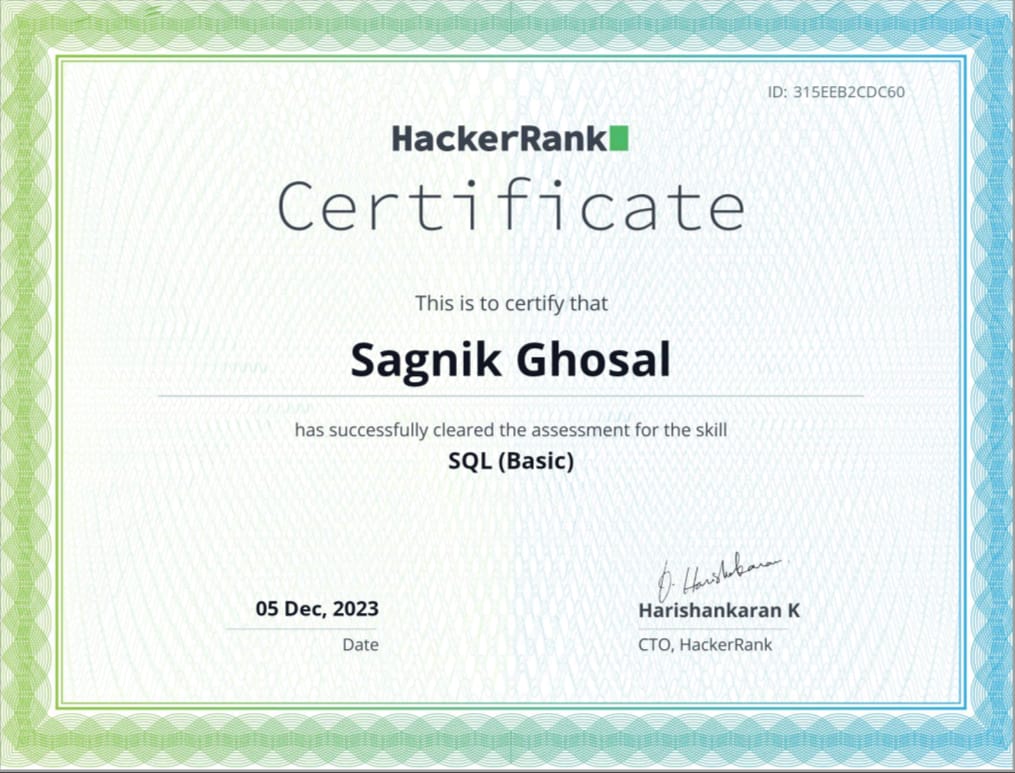 ID: 315EEB2CDC60
HackerRank
Certificate
This is to certify that
Sagnik Ghosal
has successfully cleared the assessment for the skill
SQL (Basic)
05 Dec, 2023
Date
Harishankaran K
CTO, HackerRank